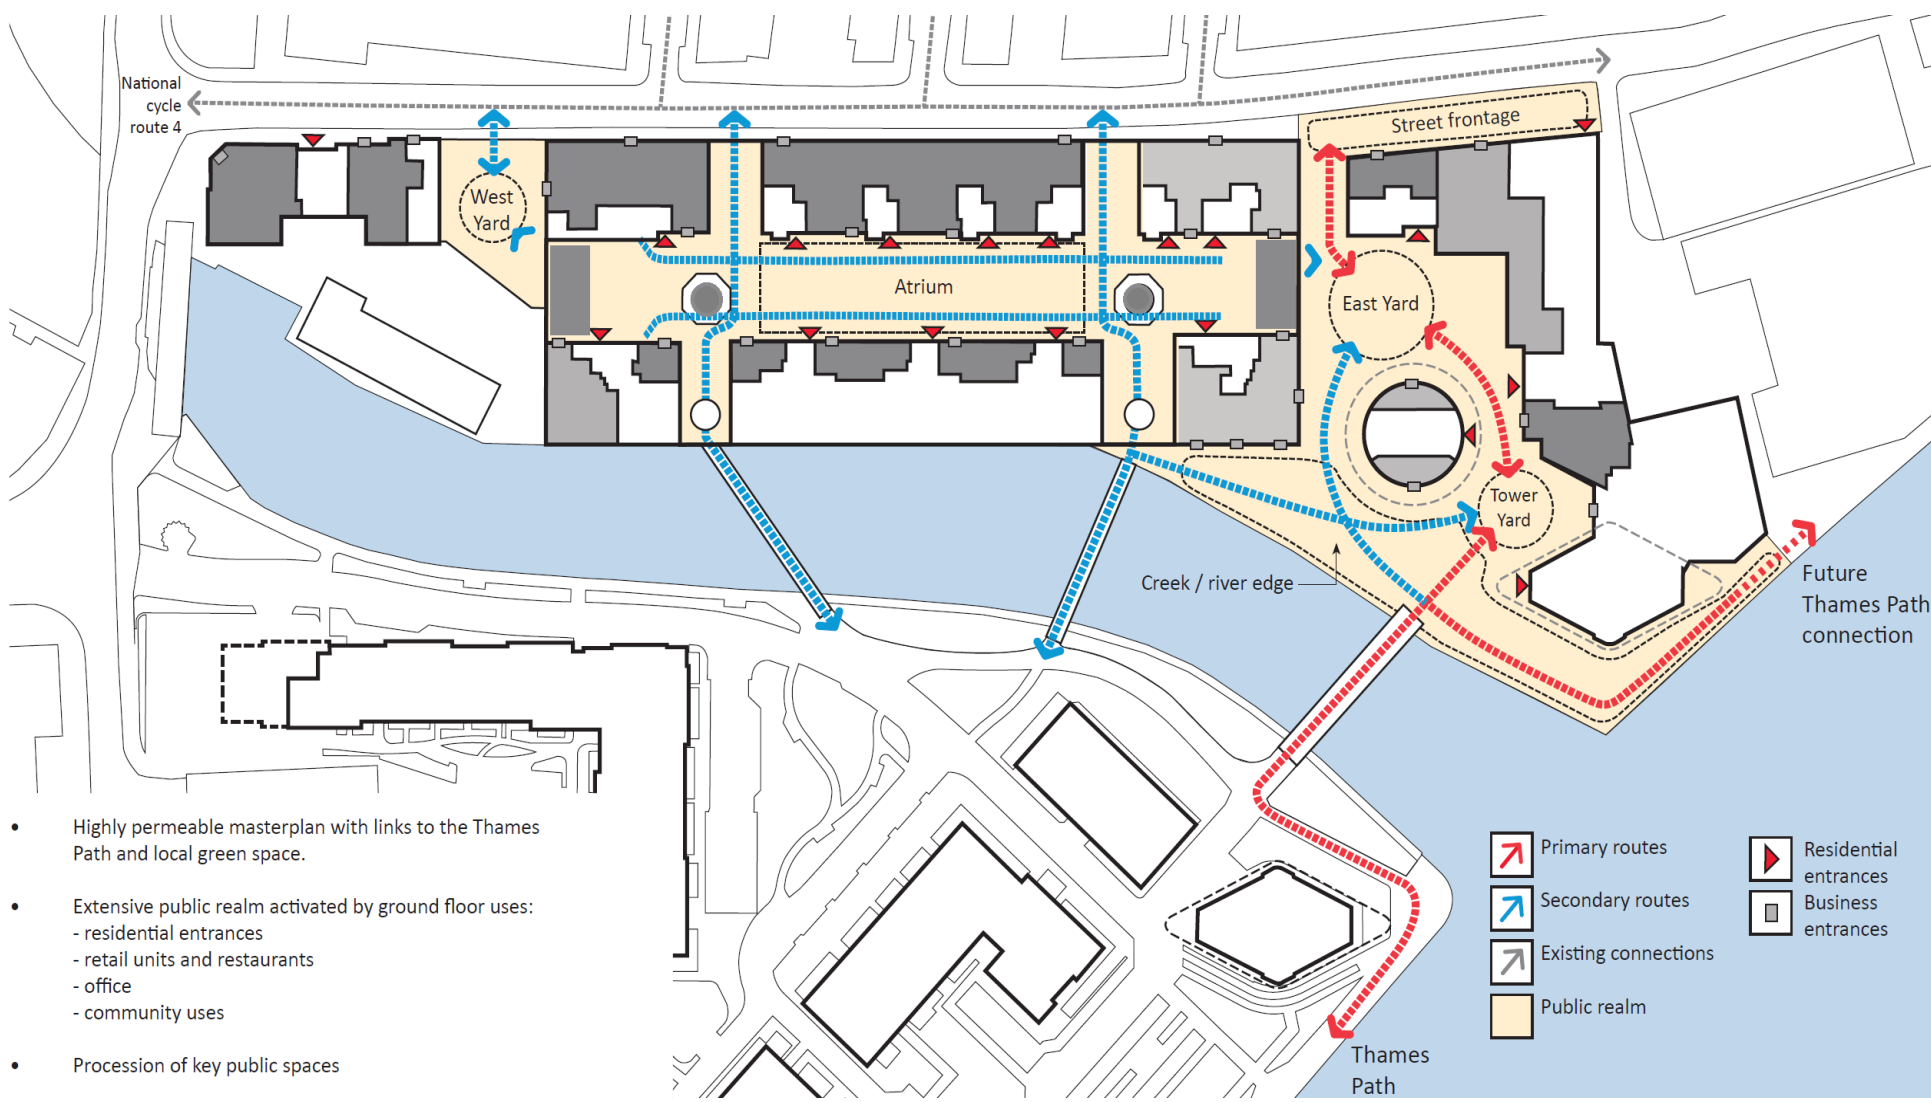 National
cycle
route 4
Street frontage
West
Yard
Atrium
East Yard
Tower
Yard
Creek / river edge
Future
Thames Path
connection
• Highly permeable masterplan with links to the Thames
Path and local green space.
• Extensive public realm activated by ground floor uses:
- residential entrances
- retail units and restaurants
- office
- community uses
• Procession of key public spaces
Primary routes
Secondary routes
Existing connections
Public realm
Residential
entrances
Business
entrances
Thames
Path